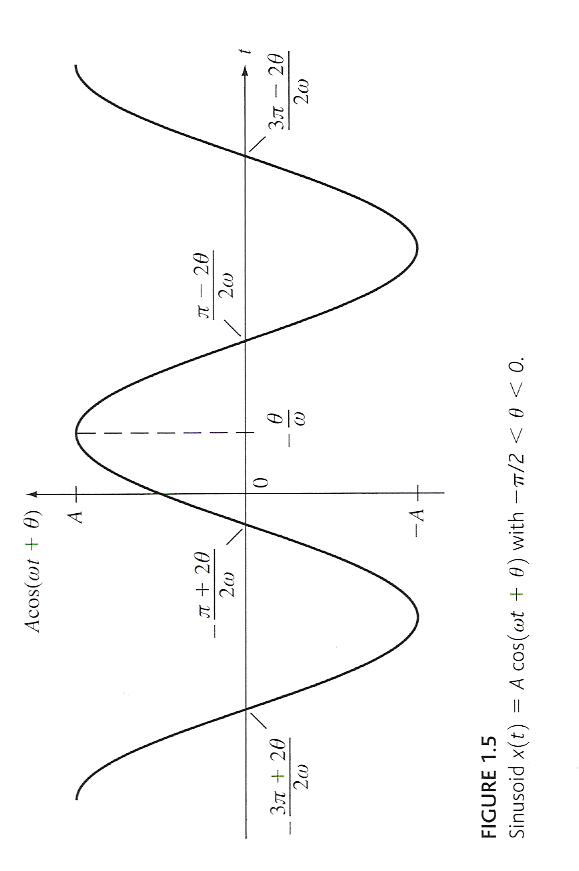 Acos(ωt + θ)
A
−(π + 2θ)/2ω
(π − 2θ)/2ω
t
0
−θ/ω
−(3π + 2θ)/2ω
(3π − 2θ)/2ω
−A
FIGURE 1.5
Sinusoid x(t) = A cos(ωt + θ) with −π/2 < θ < 0.